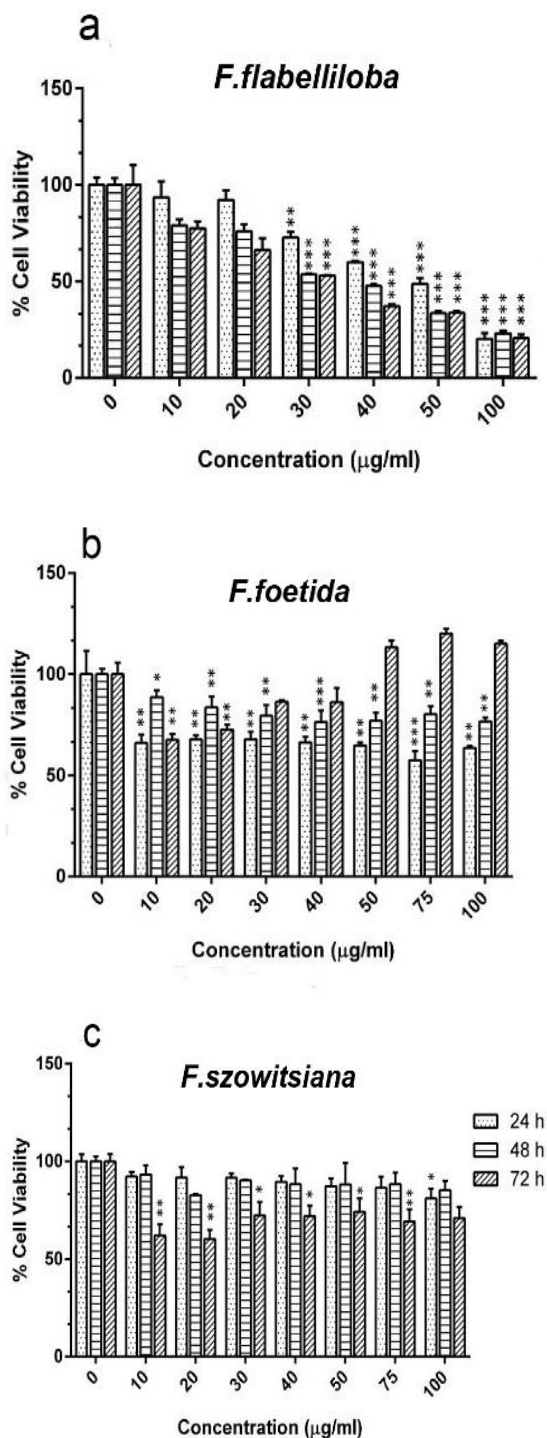 a
F.flabelliloba
150
100
50
0
% Cell Viability
** *** *** *** *** *** *** *** *** *** *** ***
0 10 20 30 40 50 100
Concentration (μg/ml)
b
F.foetida
150
100
50
0
% Cell Viability
** * ** ** ** ** ** ** ** *** ** ** *** ** ** **
0 10 20 30 40 50 75 100
Concentration (μg/ml)
c
F.szowitsiana
150
100
50
0
% Cell Viability
** ** * * * ** *
0 10 20 30 40 50 75 100
Concentration (μg/ml)
24 h
48 h
72 h